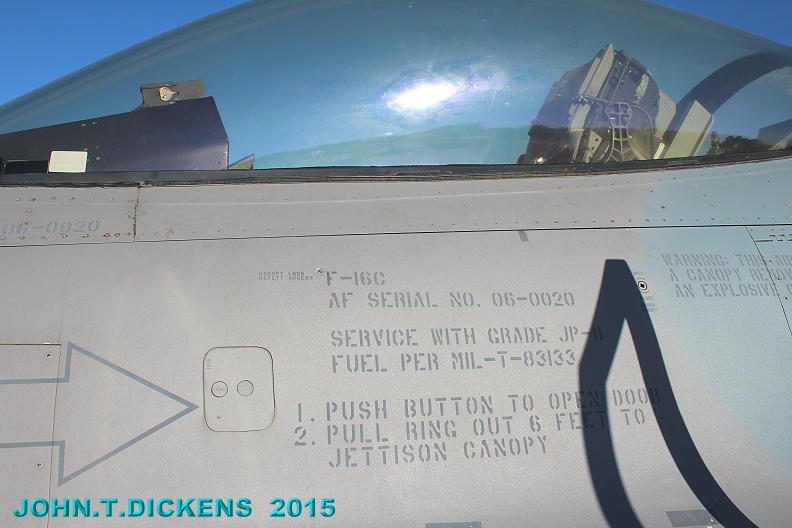 06-0020
CANOPY LOCK
SAFETY ACCESS
F-16C
AF SERIAL NO. 06-0020
SERVICE WITH GRADE JP-8
FUEL PER MIL-T-83133
1. PUSH BUTTON TO OPEN DOOR
2. PULL RING OUT 6 FEET TO
JETTISON CANOPY
WARNING: THIS
A CANOPY
AN EXPLOSIVE
JOHN.T.DICKENS 2015